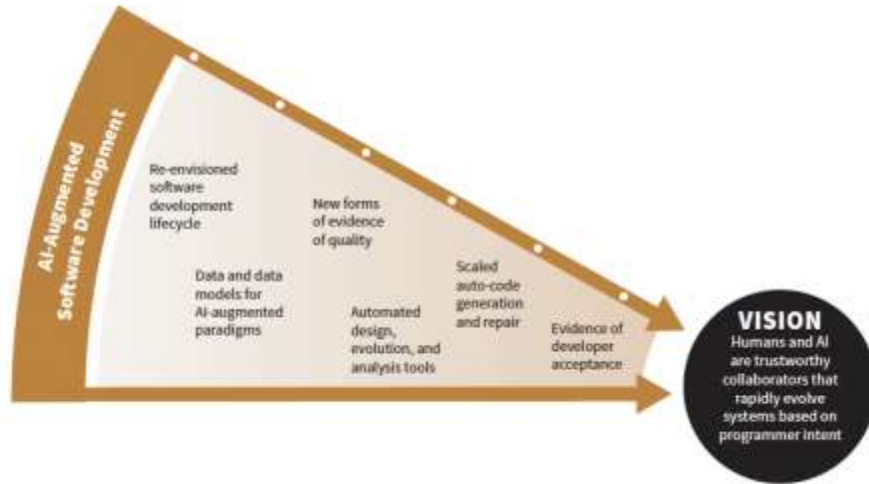 AI-Augmented
Software Development
Re-envisioned
software
development
lifecycle
Data and data
models for
AI-augmented
paradigms
New forms
of evidence
of quality
Automated
design,
evolution, and
analysis tools
Scaled
auto-code
generation
and repair
Evidence of
developer
acceptance
VISION
Humans and AI
are trustworthy
collaborators that
rapidly evolve
systems based on
programmer intent